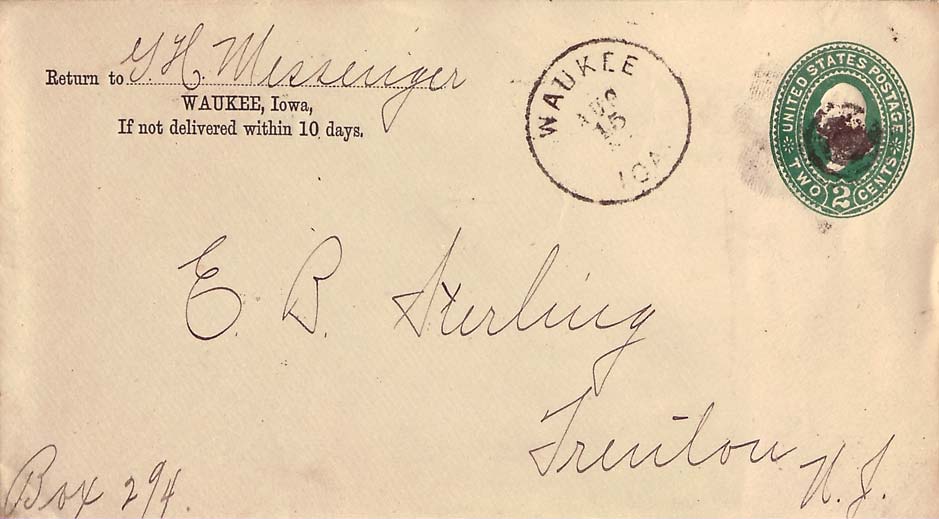 Return to G. H. Messenger
WAUKEE, Iowa,
If not delivered within 10 days.
WAUKEE
AUG
15
IOA.
UNITED STATES POSTAGE
TWO 2 CENTS
E. B. Sterling
Trenton N. J.
Box 294